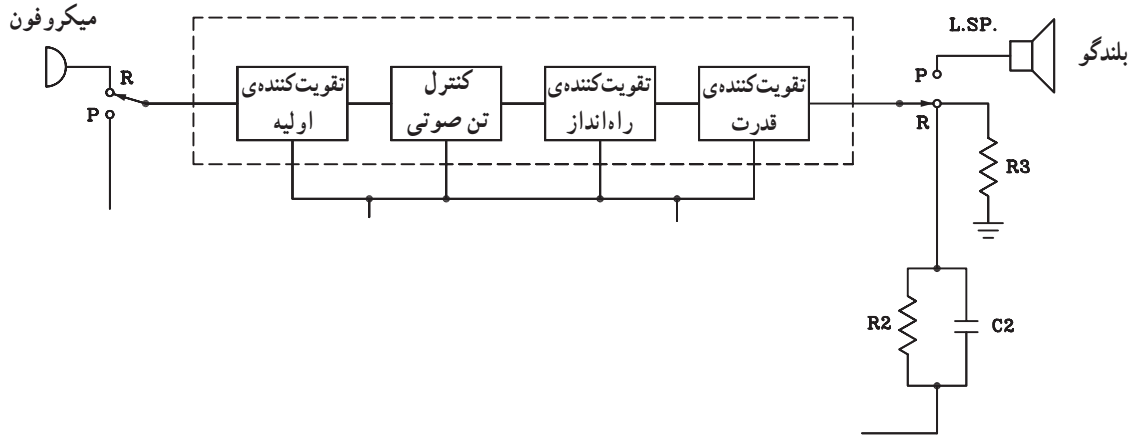 میکروفون
R
P
تقویت‌کننده‌ی
اولیه
کنترل
تن صوتی
تقویت‌کننده‌ی
راه‌انداز
تقویت‌کننده‌ی
قدرت
L.SP.
بلندگو
P
R
R3
R2
C2